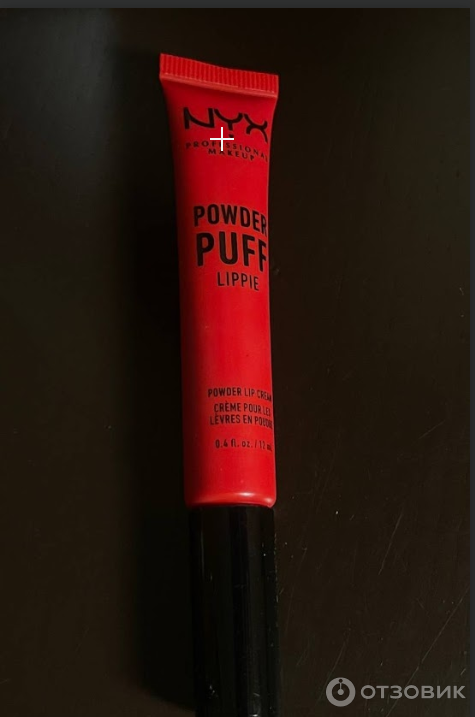 NYX
PROFESSIONAL
MAKEUP
POWDER
PUFF
LIPPIE
POWDER LIP CREAM
CRÈME POUR LES
LÈVRES EN POUDRE
0.4 fl. oz. / 12 mL
ОТЗОВИК